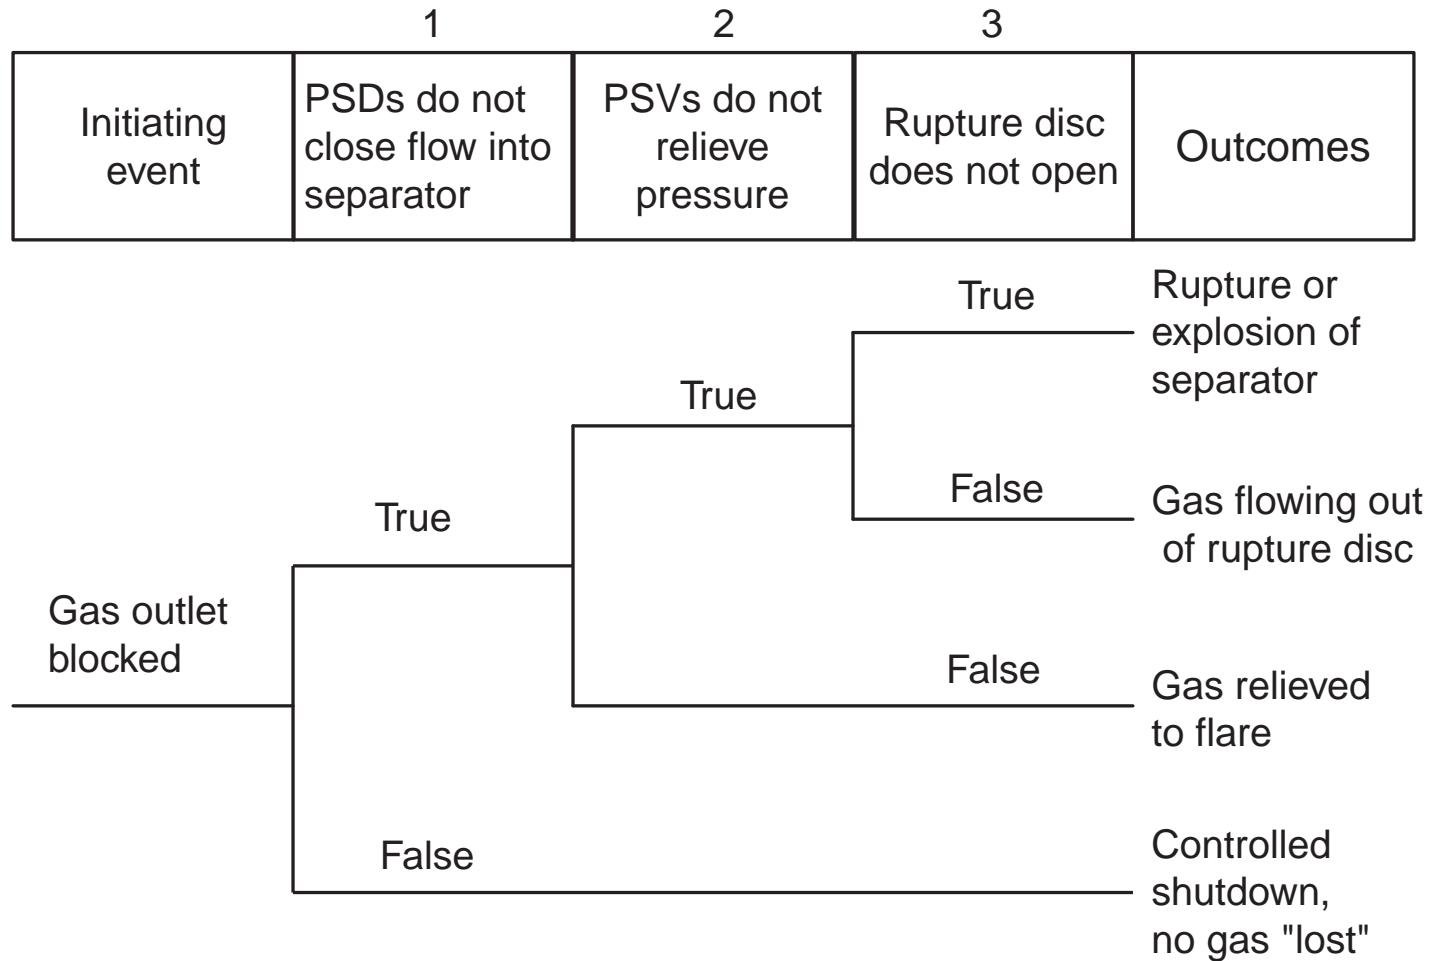 1
2
3
Initiating
event
PSDs do not
close flow into
separator
PSVs do not
relieve
pressure
Rupture disc
does not open
Outcomes
True
Rupture or
explosion of
separator
True
False
Gas flowing out
of rupture disc
True
Gas outlet
blocked
False
Gas relieved
to flare
False
Controlled
shutdown,
no gas "lost"